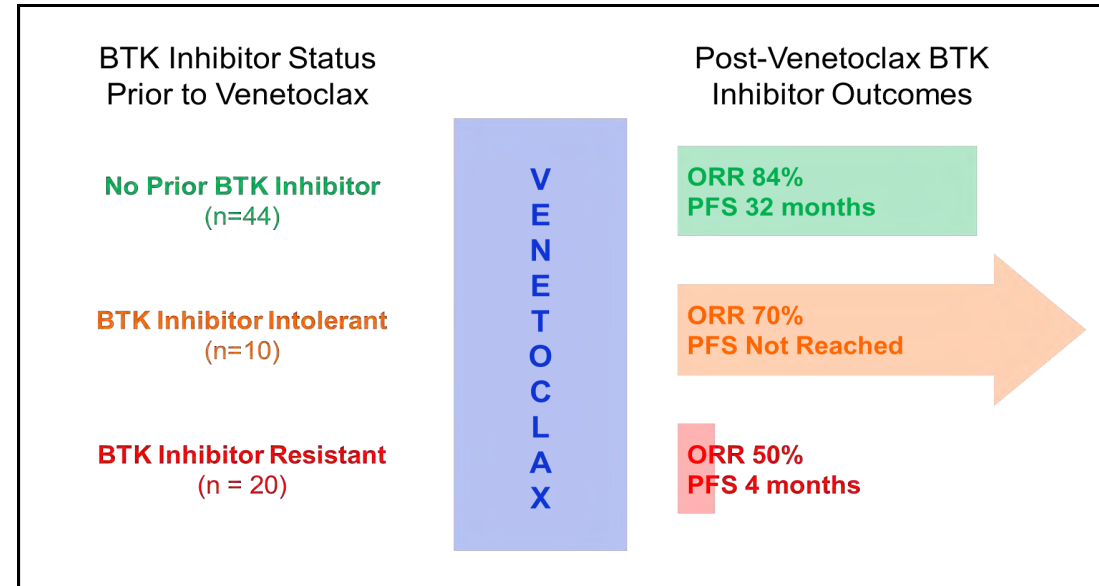 BTK Inhibitor Status
Prior to Venetoclax
No Prior BTK Inhibitor
(n=44)
BTK Inhibitor Intolerant
(n=10)
BTK Inhibitor Resistant
(n = 20)
V
E
N
E
T
O
C
L
A
X
Post-Venetoclax BTK
Inhibitor Outcomes
ORR 84%
PFS 32 months
ORR 70%
PFS Not Reached
ORR 50%
PFS 4 months